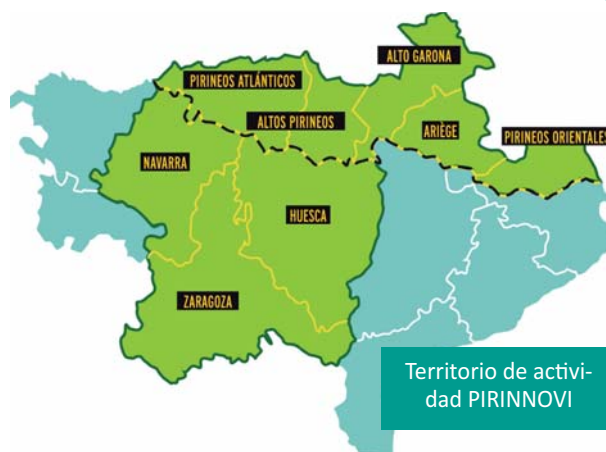 ALTO GARONA
PIRINEOS ATLÁNTICOS
ALTOS PIRINEOS
ARIÈGE
PIRINEOS ORIENTALES
NAVARRA
HUESCA
ZARAGOZA
Territorio de activi-
dad PIRINNOVI